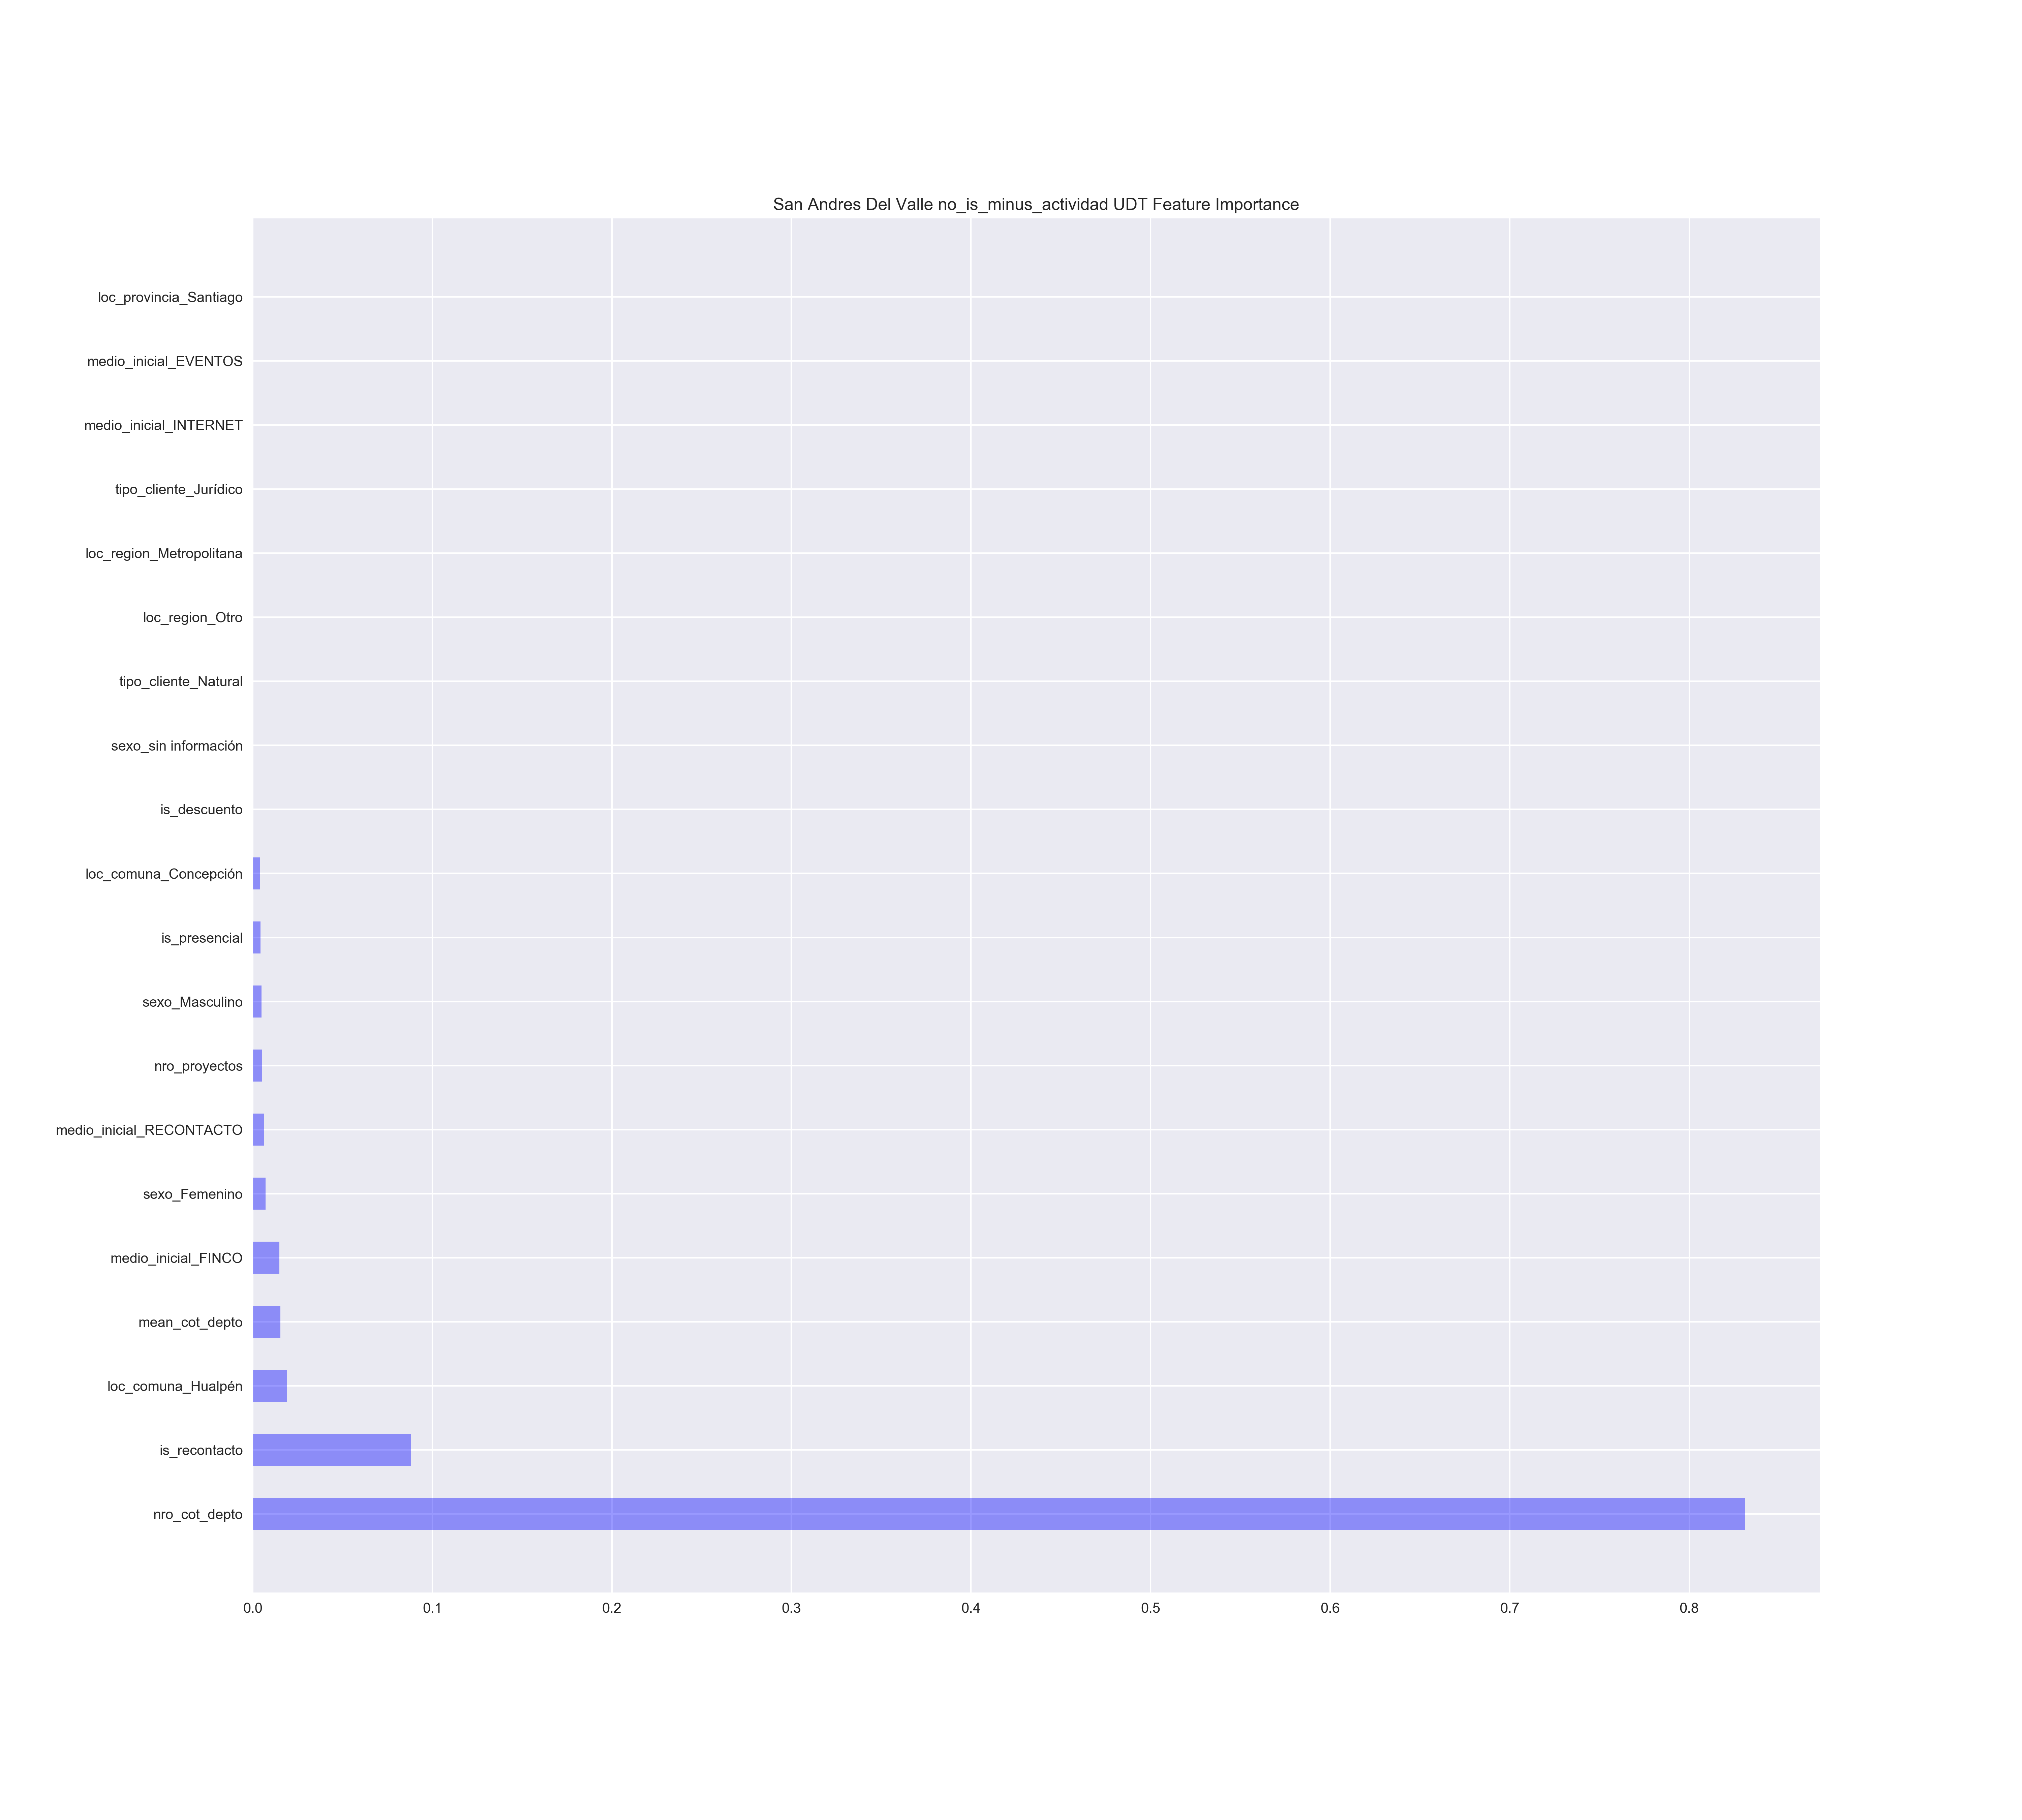 San Andres Del Valle no_is_minus_actividad UDT Feature Importance
loc_provincia_Santiago
medio_inicial_EVENTOS
medio_inicial_INTERNET
tipo_cliente_Jurídico
loc_region_Metropolitana
loc_region_Otro
tipo_cliente_Natural
sexo_sin información
is_descuento
loc_comuna_Concepción
is_presencial
sexo_Masculino
nro_proyectos
medio_inicial_RECONTACTO
sexo_Femenino
medio_inicial_FINCO
mean_cot_depto
loc_comuna_Hualpén
is_recontacto
nro_cot_depto
0.0 0.1 0.2 0.3 0.4 0.5 0.6 0.7 0.8